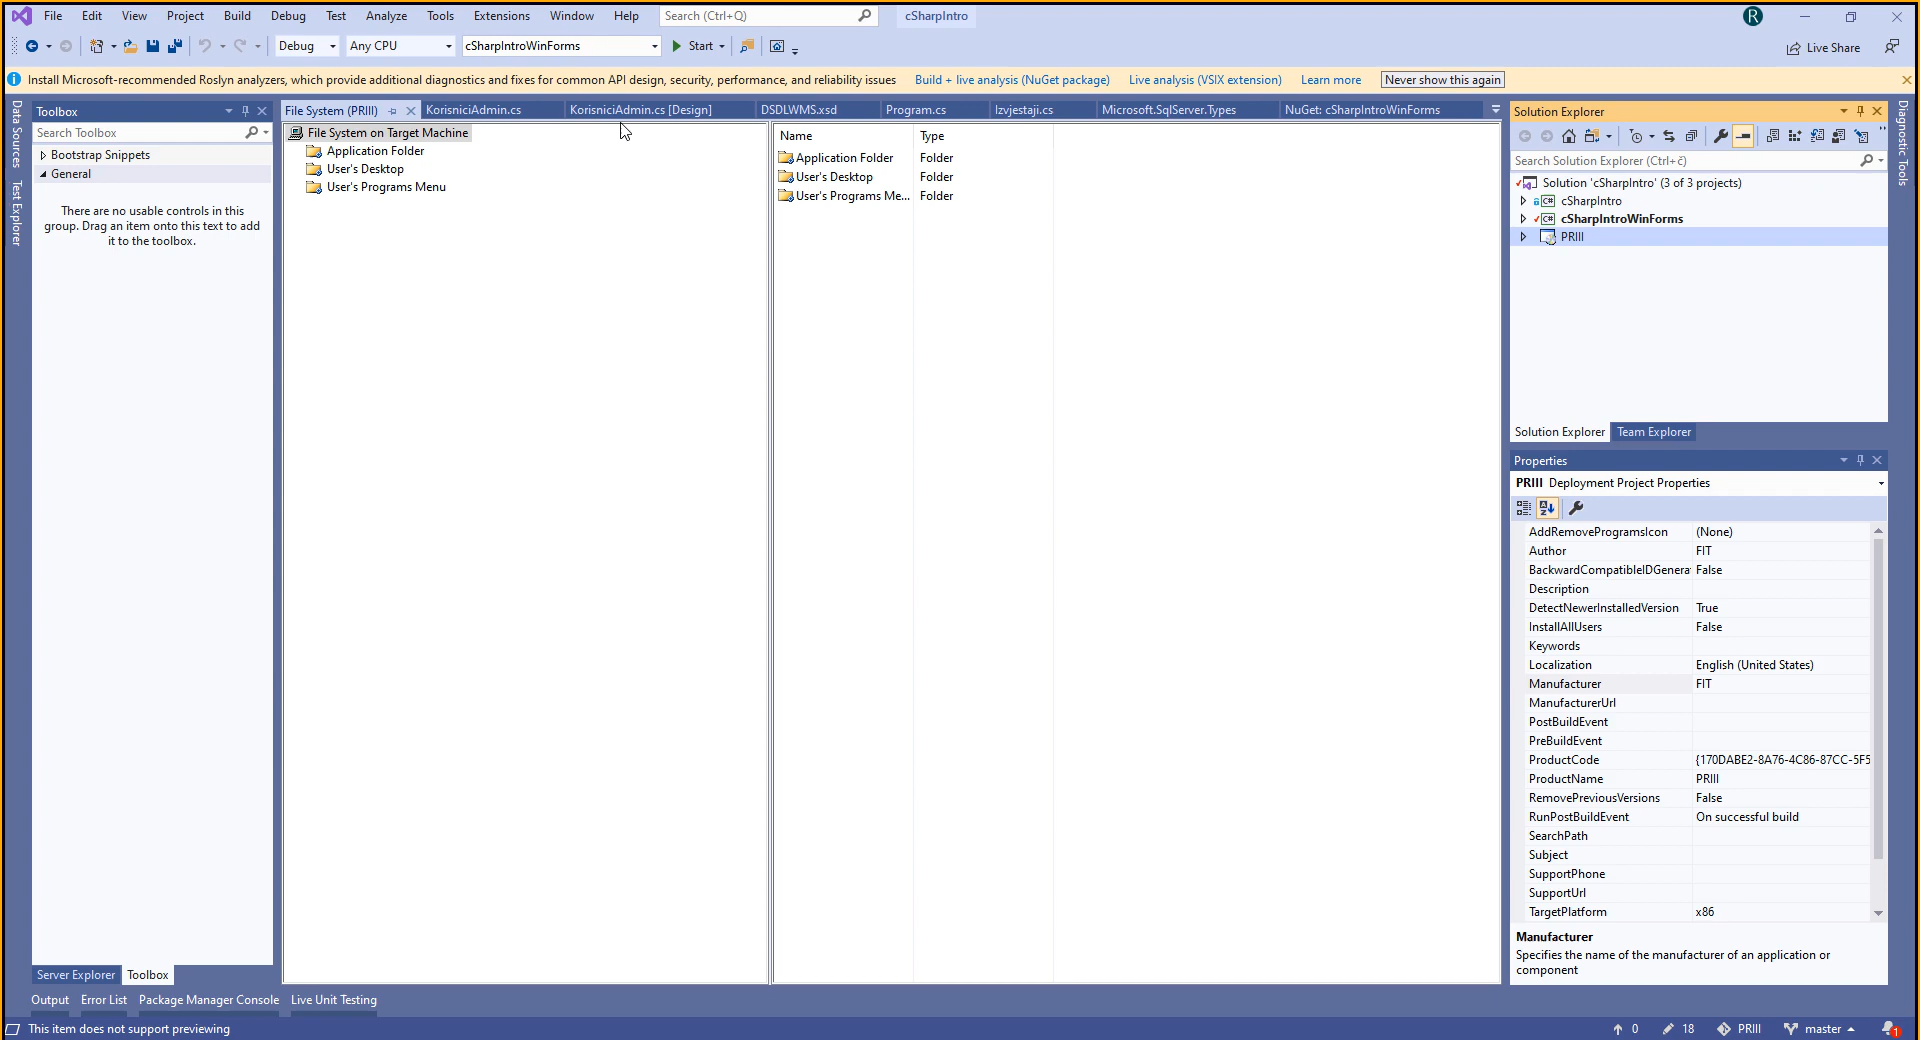 File Edit View Project Build Debug Test Analyze Tools Extensions Window Help Search (Ctrl+Q) cSharpIntro R
Debug Any CPU cSharpIntroWinForms Start Live Share
Install Microsoft-recommended Roslyn analyzers, which provide additional diagnostics and fixes for common API design, security, performance, and reliability issues Build + live analysis (NuGet package) Live analysis (VSIX extension) Learn more Never show this again
Data Sources
Test Explorer
Toolbox
Search Toolbox
Bootstrap Snippets
General
There are no usable controls in this
group. Drag an item onto this text to add
it to the toolbox.
Server Explorer Toolbox
File System (PRIII) KorisniciAdmin.cs KorisniciAdmin.cs [Design] DSDLWMS.xsd Program.cs Izvjestaji.cs Microsoft.SqlServer.Types NuGet: cSharpIntroWinForms
File System on Target Machine
Application Folder
User's Desktop
User's Programs Menu
Name Type
Application Folder Folder
User's Desktop Folder
User's Programs Me... Folder
Solution Explorer
Search Solution Explorer (Ctrl+č)
Solution 'cSharpIntro' (3 of 3 projects)
C# cSharpIntro
C# cSharpIntroWinForms
PRIII
Solution Explorer Team Explorer
Properties
PRIII Deployment Project Properties
AddRemoveProgramsIcon (None)
Author FIT
BackwardCompatibleIDGenera False
Description
DetectNewerInstalledVersion True
InstallAllUsers False
Keywords
Localization English (United States)
Manufacturer FIT
ManufacturerUrl
PostBuildEvent
PreBuildEvent
ProductCode {170DABE2-8A76-4C86-87CC-5F5
ProductName PRIII
RemovePreviousVersions False
RunPostBuildEvent On successful build
SearchPath
Subject
SupportPhone
SupportUrl
TargetPlatform x86
Manufacturer
Specifies the name of the manufacturer of an application or
component
Diagnostic Tools
Output Error List Package Manager Console Live Unit Testing
This item does not support previewing 0 18 PRIII master 1